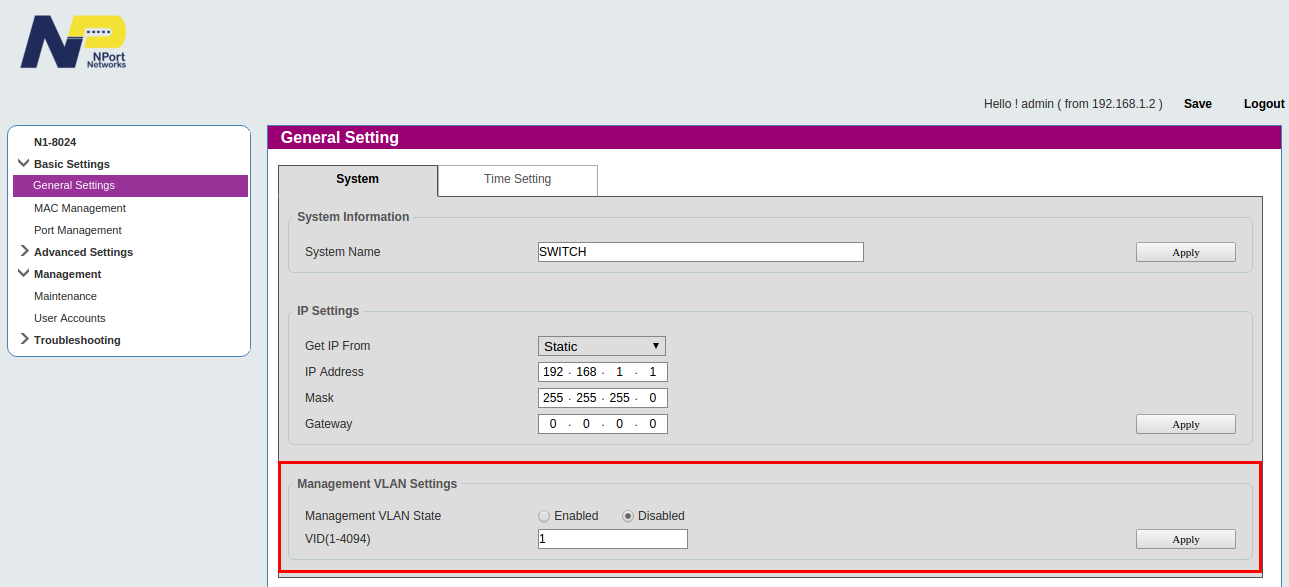 NPort
Networks
Hello ! admin ( from 192.168.1.2 ) Save Logout
N1-8024
Basic Settings
General Settings
MAC Management
Port Management
Advanced Settings
Management
Maintenance
User Accounts
Troubleshooting
General Setting
System Time Setting
System Information
System Name SWITCH Apply
IP Settings
Get IP From Static
IP Address 192 . 168 . 1 . 1
Mask 255 . 255 . 255 . 0
Gateway 0 . 0 . 0 . 0 Apply
Management VLAN Settings
Management VLAN State Enabled Disabled
VID(1-4094) 1 Apply